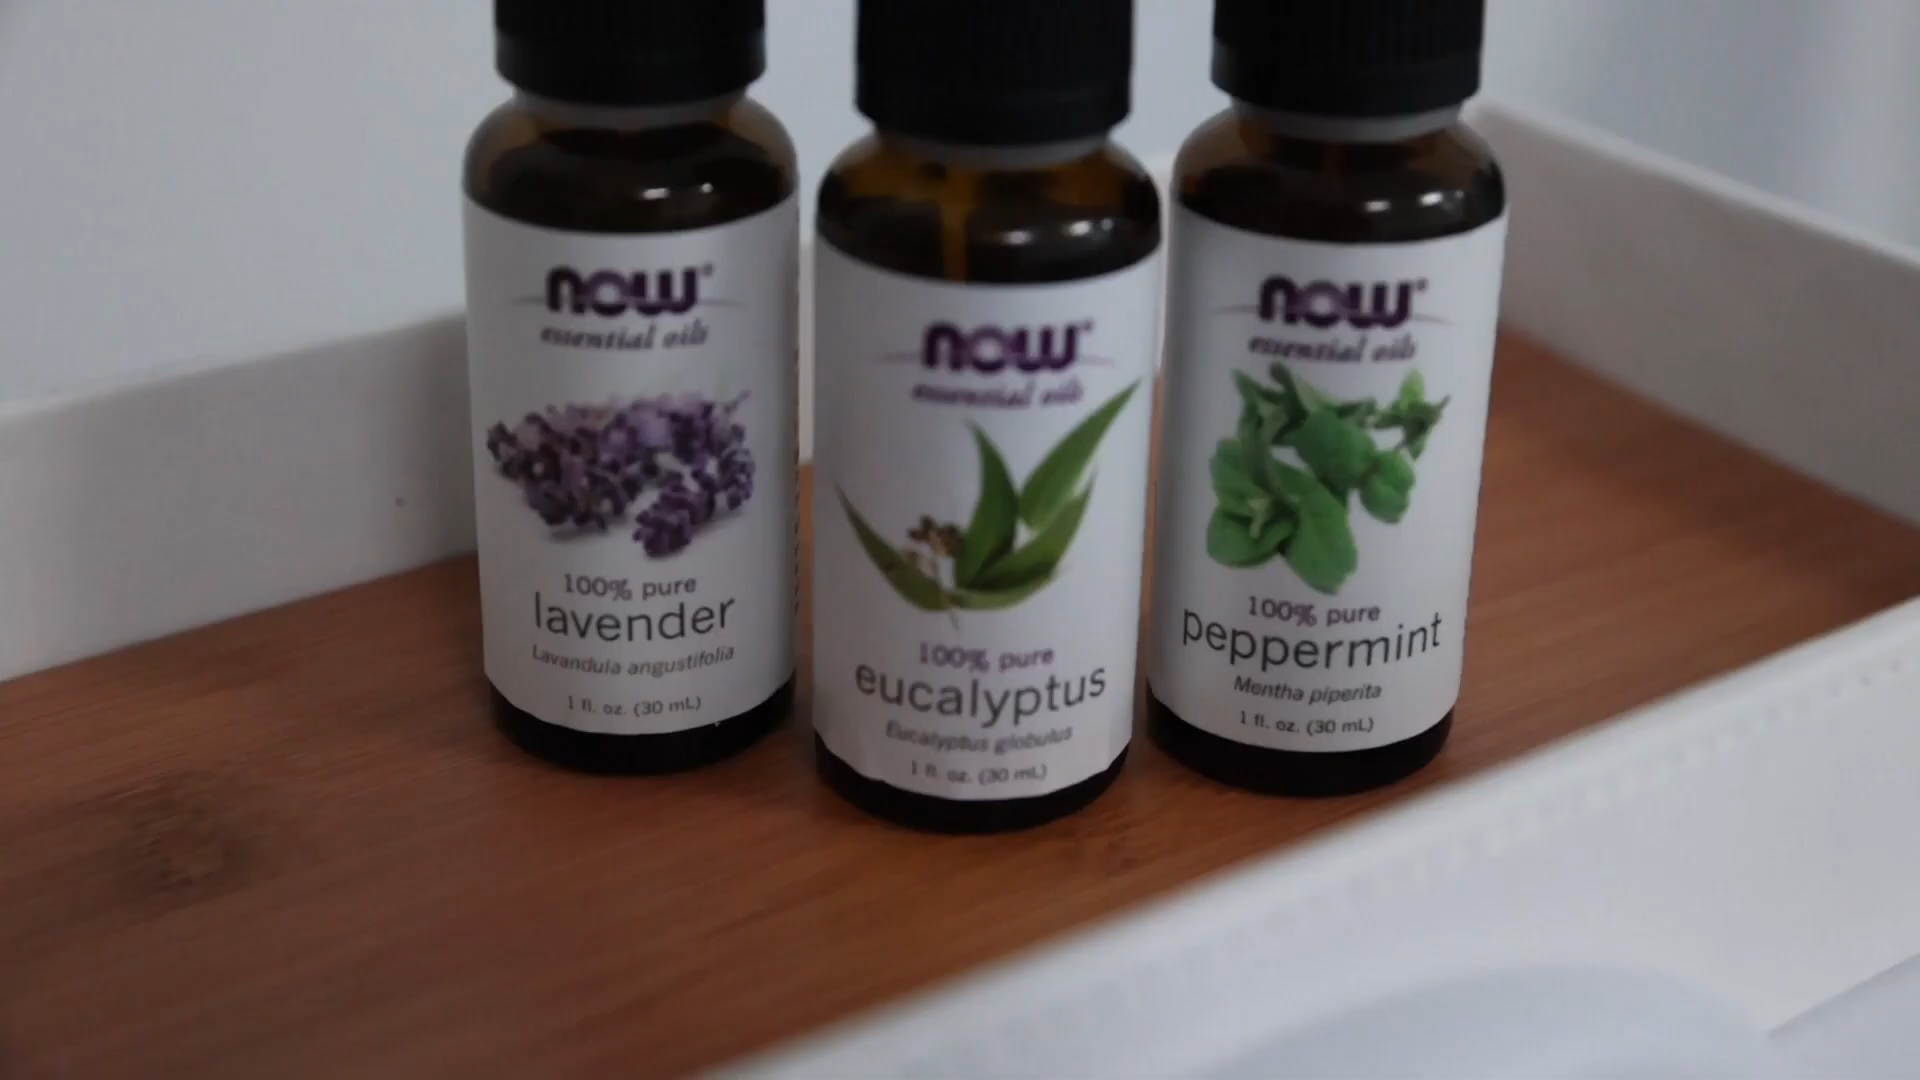 now®
essential oils
100% pure
lavender
Lavandula angustifolia
1 fl. oz. (30 mL)
now®
essential oils
100% pure
eucalyptus
Eucalyptus globulus
1 fl. oz. (30 mL)
now®
essential oils
100% pure
peppermint
Mentha piperita
1 fl. oz. (30 mL)